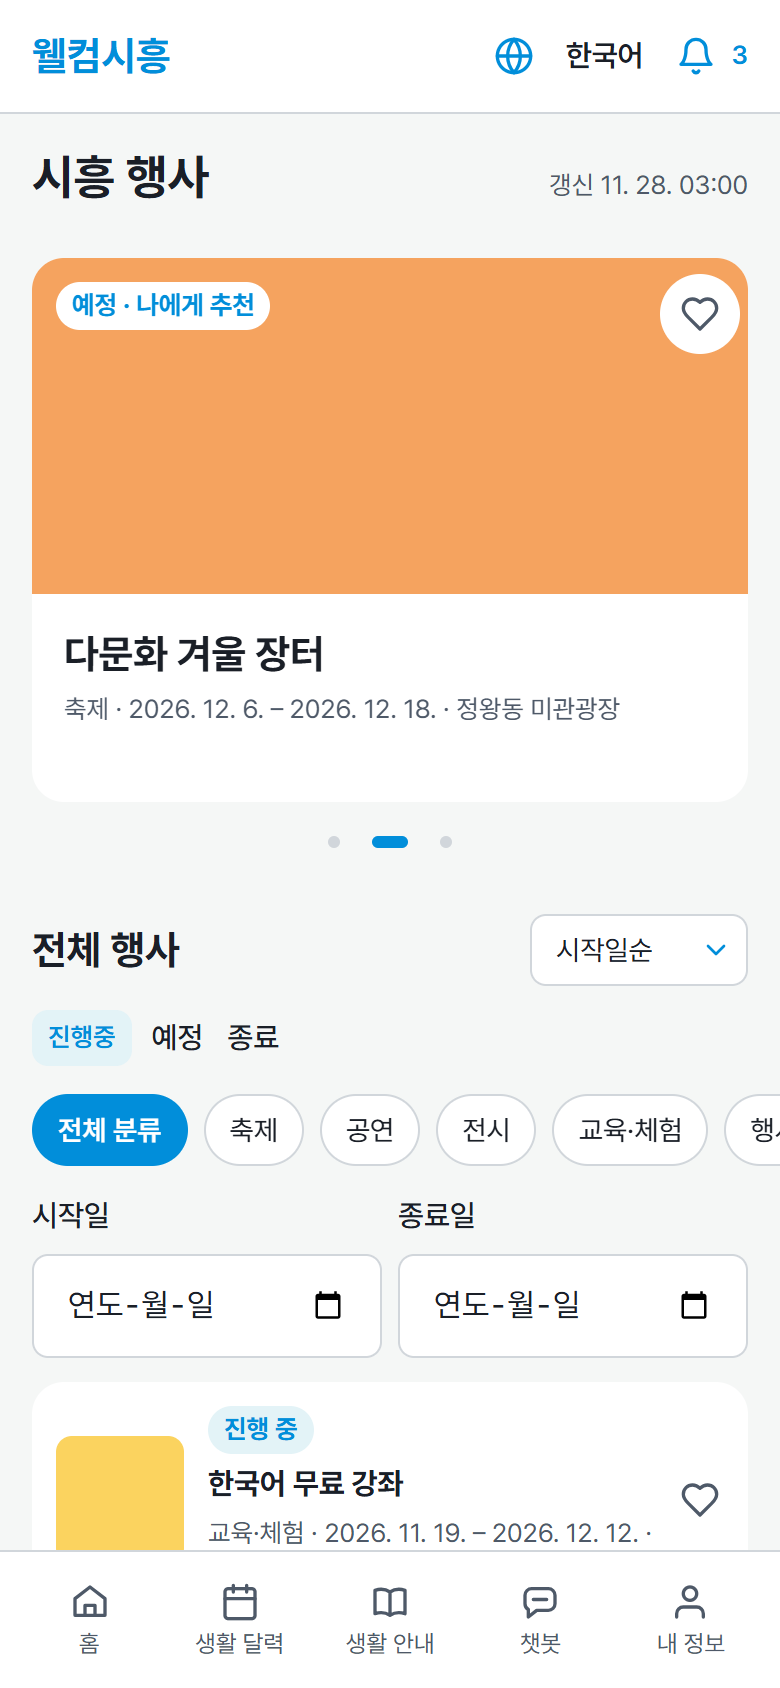 웰컴시흥
한국어
3
시흥 행사
갱신 11. 28. 03:00
예정 · 나에게 추천
다문화 겨울 장터
축제 · 2026. 12. 6. – 2026. 12. 18. · 정왕동 미관광장
전체 행사
시작일순
진행중 예정 종료
전체 분류 축제 공연 전시 교육·체험
시작일 종료일
연도-월-일 연도-월-일
진행 중
한국어 무료 강좌
교육·체험 · 2026. 11. 19. – 2026. 12. 12. ·
홈 생활 달력 생활 안내 챗봇 내 정보